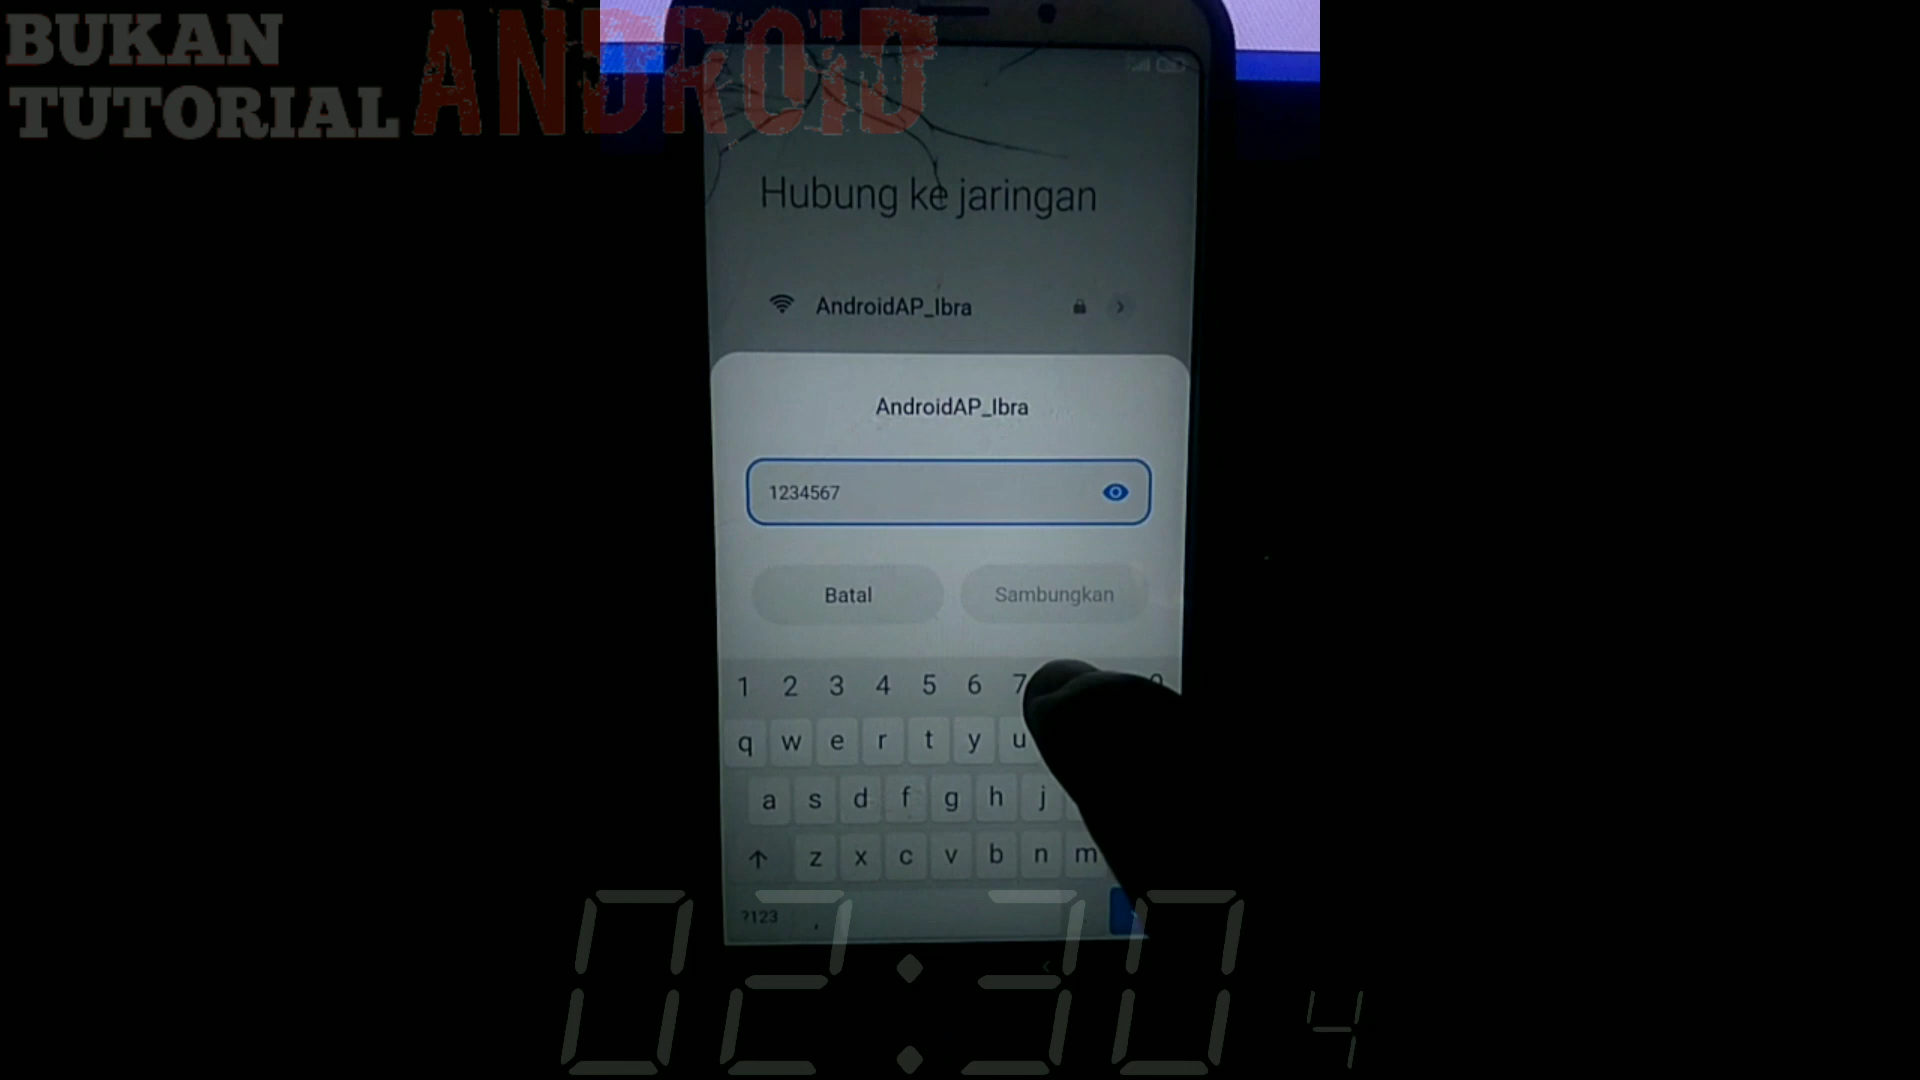 BUKAN
TUTORIAL
ANDROiD
Hubung ke jaringan
AndroidAP_Ibra
AndroidAP_Ibra
1234567
Batal
Sambungkan
1 2 3 4 5 6 7
q w e r t y u
a s d f g h j
z x c v b n m
?123 ,
02:30 4